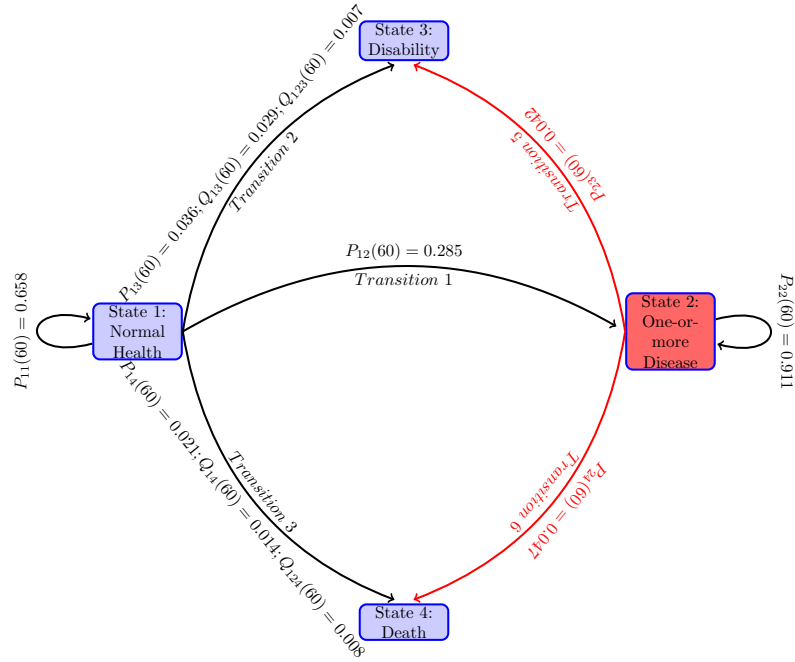 State 3:
Disability
P₁₃(60) = 0.036; Q₁₃(60) = 0.029; Q₁₂₃(60) = 0.007
Transition 2
P₂₃(60) = 0.042
Transition 5
P₁₂(60) = 0.285
Transition 1
P₁₁(60) = 0.658
State 1:
Normal
Health
State 2:
One-or-
more
Disease
P₂₂(60) = 0.911
P₁₄(60) = 0.021; Q₁₄(60) = 0.014; Q₁₂₄(60) = 0.008
Transition 3
P₂₄(60) = 0.047
Transition 6
State 4:
Death